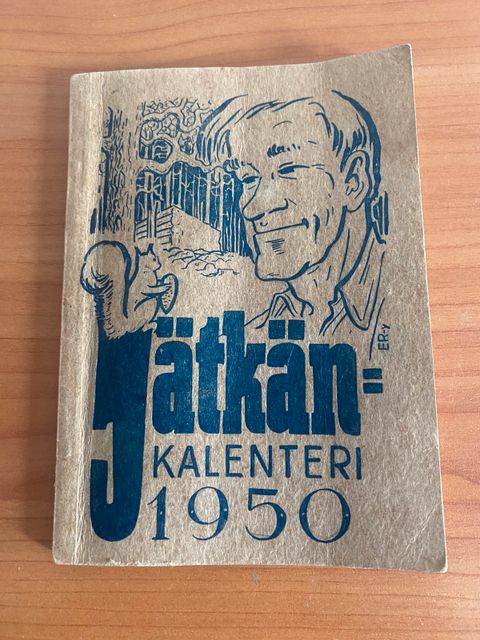 Jätkän=
KALENTERI
1950
ER-y